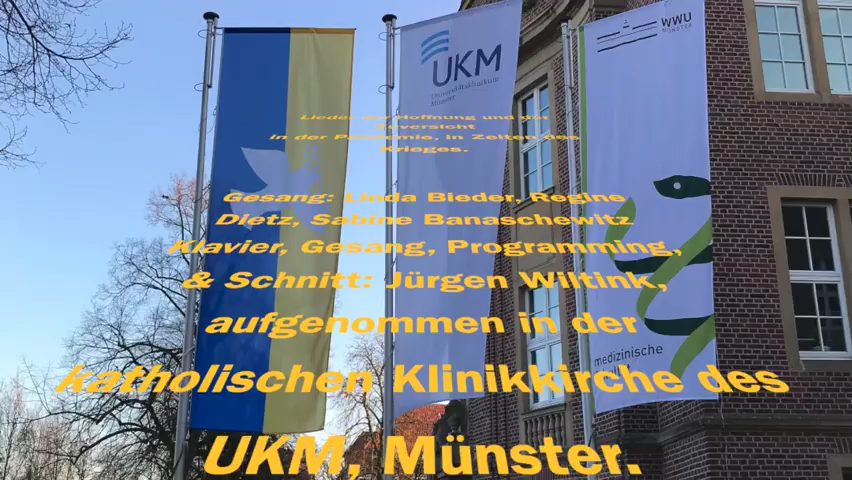 UKM
Universitätsklinikum
Münster
WWU
MÜNSTER
Lieder der Hoffnung und der
Zuversicht
in der Pandemie, in Zeiten des
Krieges.
Gesang: Linda Bieder, Regine
Dietz, Sabine Banaschewitz
Klavier, Gesang, Programming,
& Schnitt: Jürgen Wiltink,
aufgenommen in der
katholischen Klinikkirche des
UKM, Münster.
medizinische